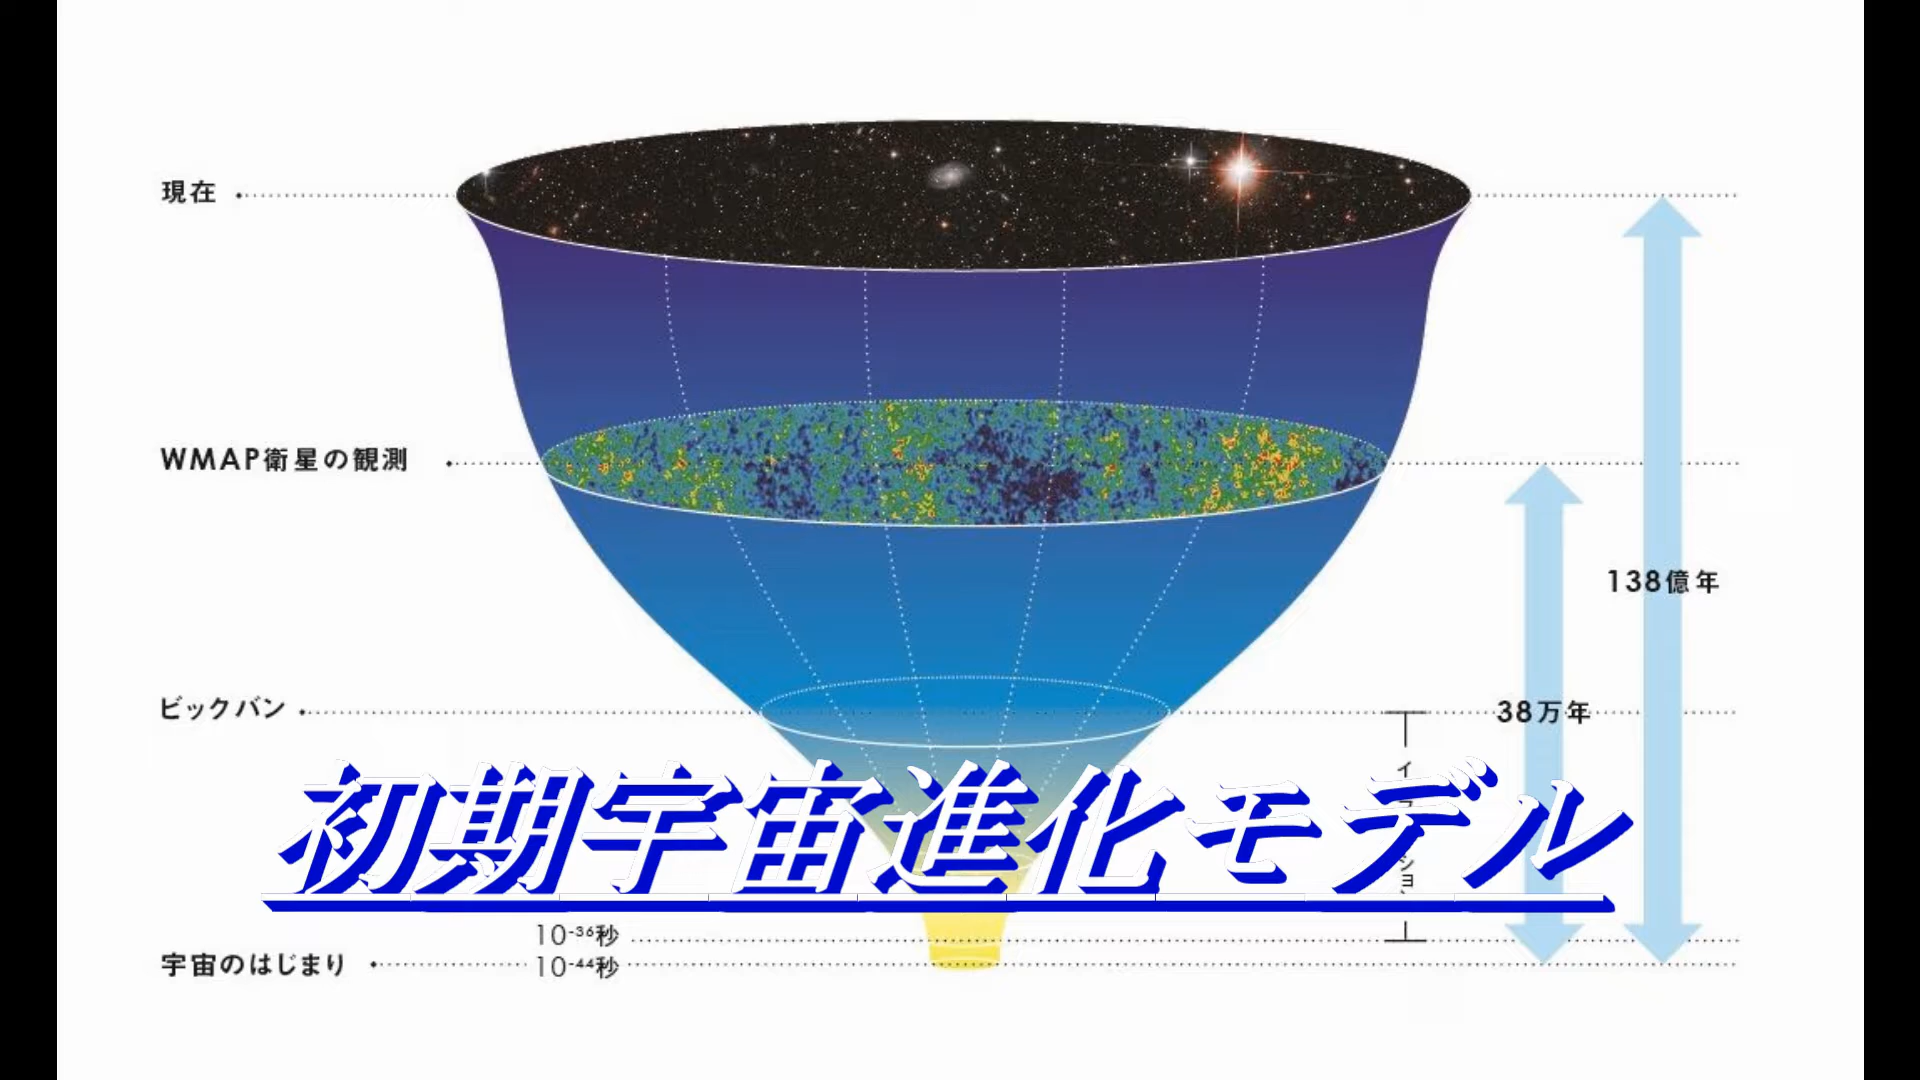 現在
WMAP衛星の観測
138億年
ビックバン
38万年
初期宇宙進化モデル
10-36秒
宇宙のはじまり
10-44秒